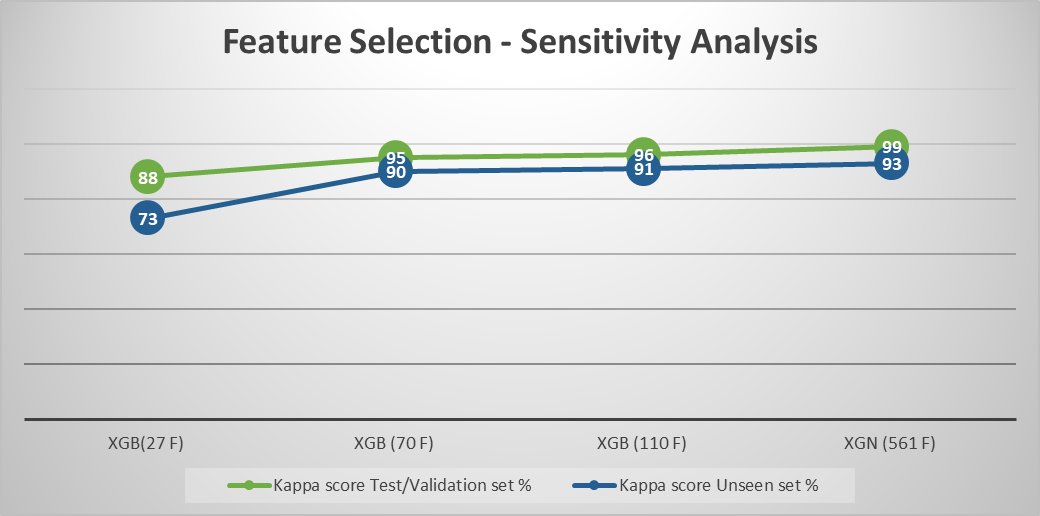 Feature Selection - Sensitivity Analysis
88
95
96
99
73
90
91
93
XGB(27 F)
XGB (70 F)
XGB (110 F)
XGN (561 F)
Kappa score Test/Validation set %
Kappa score Unseen set %